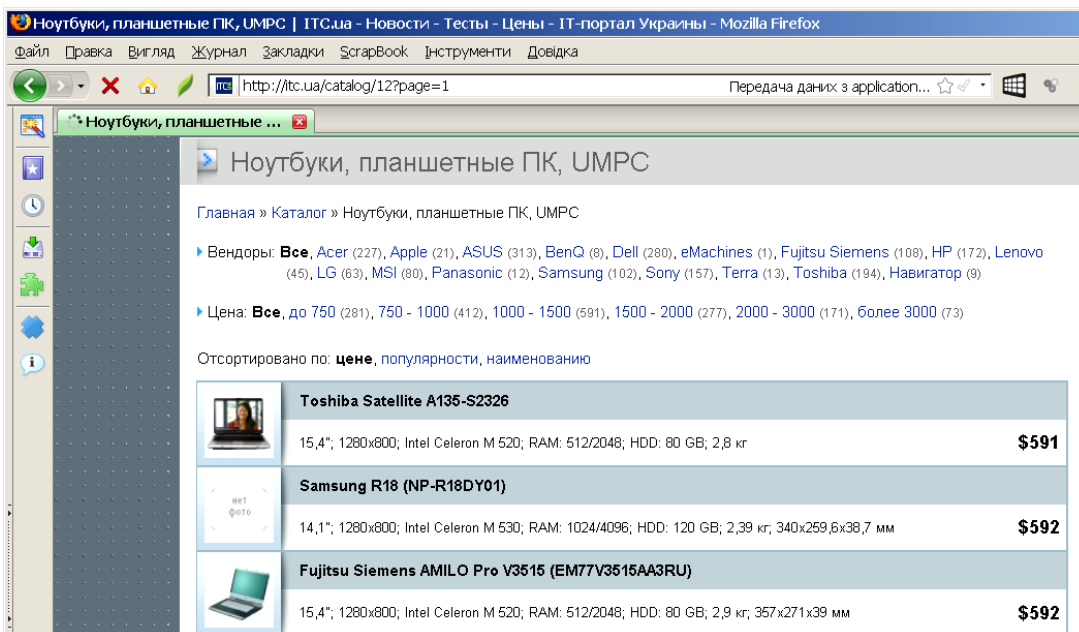 Ноутбуки, планшетные ПК, UMPC | ITC.ua - Новости - Тесты - Цены - IT-портал Украины - Mozilla Firefox
Файл Правка Вигляд Журнал Закладки ScrapBook Інструменти Довідка
http://itc.ua/catalog/12?page=1 Передача даних з application...
Ноутбуки, планшетные ...
Ноутбуки, планшетные ПК, UMPC
Главная » Каталог » Ноутбуки, планшетные ПК, UMPC
Вендоры: Все, Acer (227), Apple (21), ASUS (313), BenQ (8), Dell (280), eMachines (1), Fujitsu Siemens (108), HP (172), Lenovo
(45), LG (63), MSI (80), Panasonic (12), Samsung (102), Sony (157), Terra (13), Toshiba (194), Навигатор (9)
Цена: Все, до 750 (281), 750 - 1000 (412), 1000 - 1500 (591), 1500 - 2000 (277), 2000 - 3000 (171), более 3000 (73)
Отсортировано по: цене, популярности, наименованию
Toshiba Satellite A135-S2326
15,4"; 1280x800; Intel Celeron M 520; RAM: 512/2048; HDD: 80 GB; 2,8 кг $591
нет
фото
Samsung R18 (NP-R18DY01)
14,1"; 1280x800; Intel Celeron M 530; RAM: 1024/4096; HDD: 120 GB; 2,39 кг; 340x259,6x38,7 мм $592
Fujitsu Siemens AMILO Pro V3515 (EM77V3515AA3RU)
15,4"; 1280x800; Intel Celeron M 520; RAM: 512/2048; HDD: 80 GB; 2,9 кг; 357x271x39 мм $592